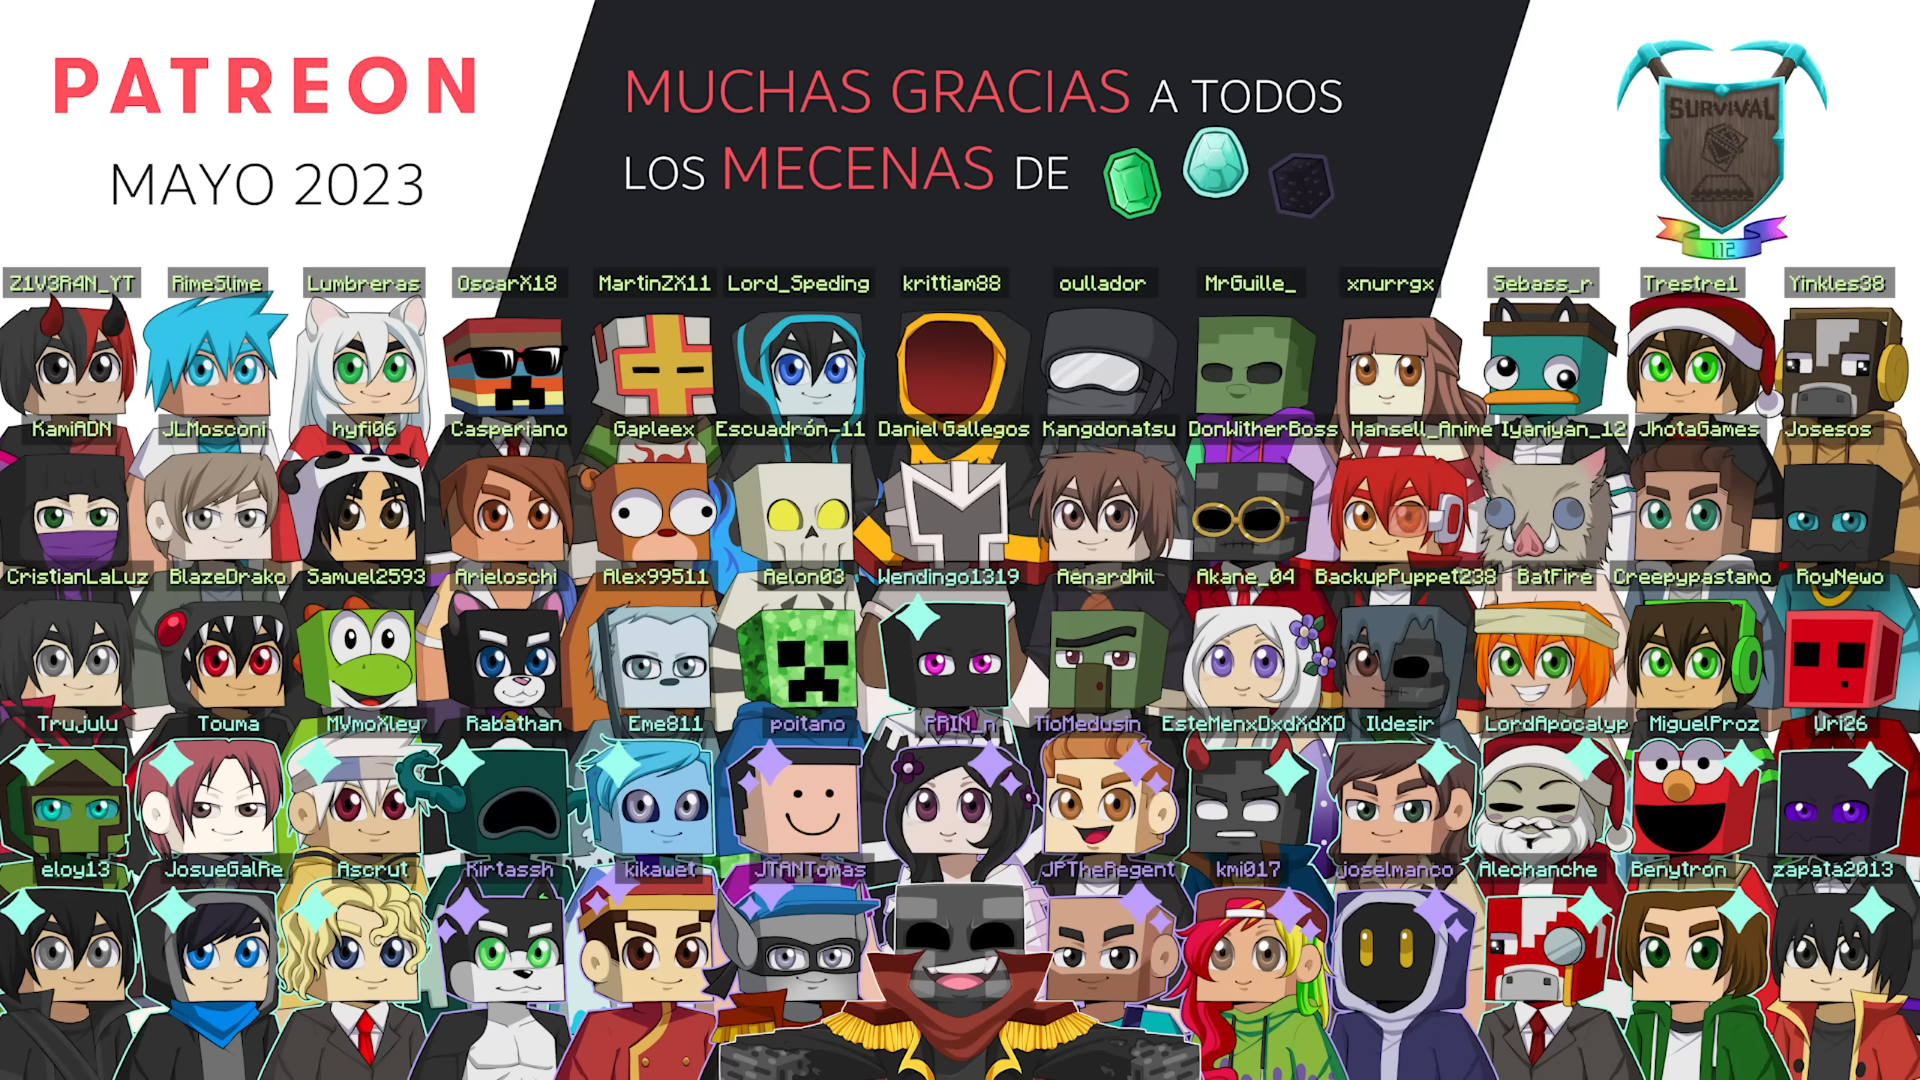 PATREON
MAYO 2023
MUCHAS GRACIAS A TODOS
LOS MECENAS DE
SURVIVAL
1.12
Z1V3R4N_YT RimeSlime Lumbreras OscarX18 MartinZX11 Lord_Speding krittiam88 oullador MrGuille_ xnurrgx Sebass_r Trestre1 Yinkles38
KamiADN JLMosconi hyfi06 Casperiano Gapleex Escuadrón-11 Daniel Gallegos Kangdonatsu DonWitherBoss Hansell_Anime Iyanjyan_12 JhotaGames Josesos
CristianLaLuz BlazeDrako Samuel2593 Arieloschi Alex99511 Aelon03 Wendingo1319 Aenardhil Akane_04 BackupPuppet238 BatFire Creepypastamo RoyNewo
Trujulu Touma MVmoXley Rabathan Eme811 poitano PRIN_n TioMedusin EsteMenxDxdXdXD Ildesir LordApocalyp MiguelProz Uri26
eloy13 JosueGalRe Ascrut Kirtassh kikawet JTANTomas JPTheRegent kmi017 joselmanco Alechanche Benytron zapata2013